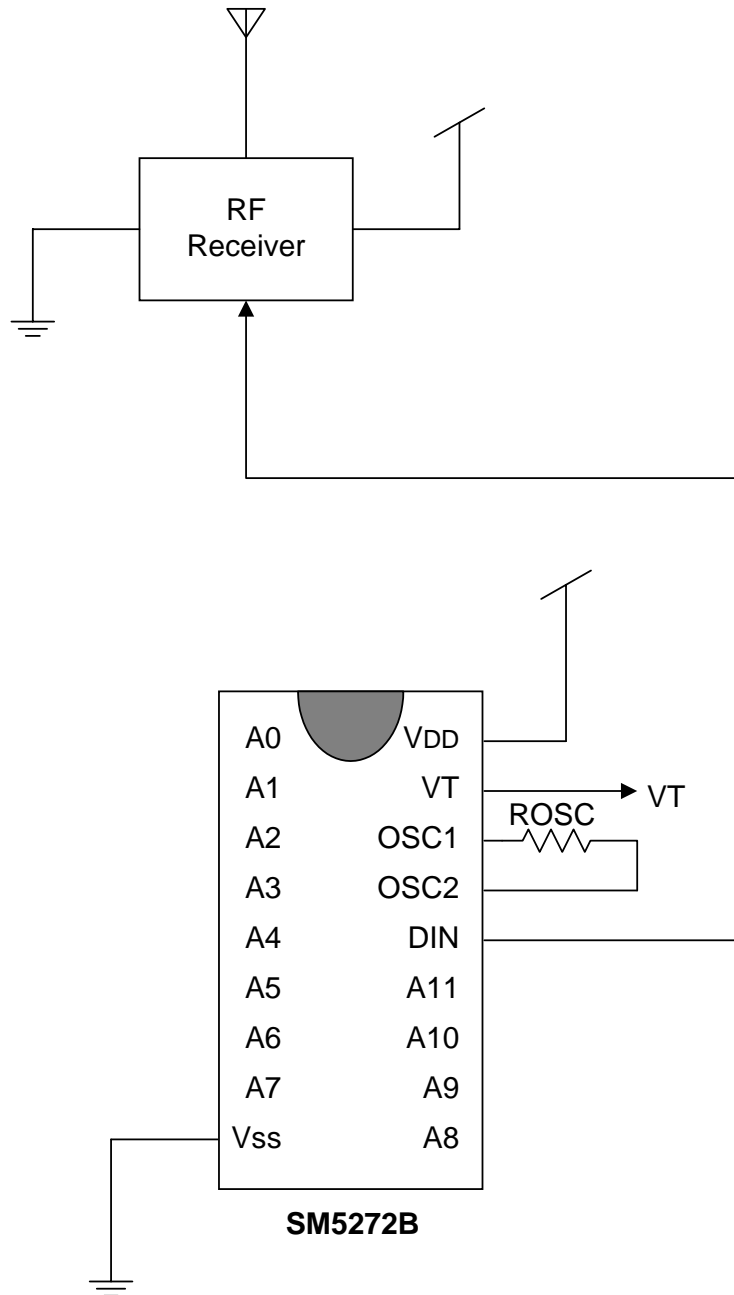 RF
Receiver
A0
VDD
A1
VT
VT
ROSC
A2
OSC1
A3
OSC2
A4
DIN
A5
A11
A6
A10
A7
A9
Vss
A8
SM5272B